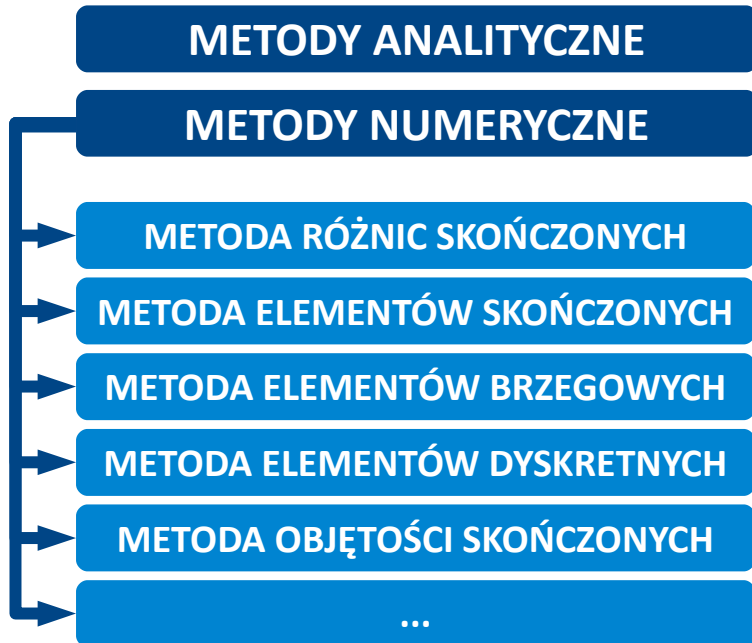 METODY ANALITYCZNE
METODY NUMERYCZNE
METODA RÓŻNIC SKOŃCZONYCH
METODA ELEMENTÓW SKOŃCZONYCH
METODA ELEMENTÓW BRZEGOWYCH
METODA ELEMENTÓW DYSKRETNYCH
METODA OBJĘTOŚCI SKOŃCZONYCH
...